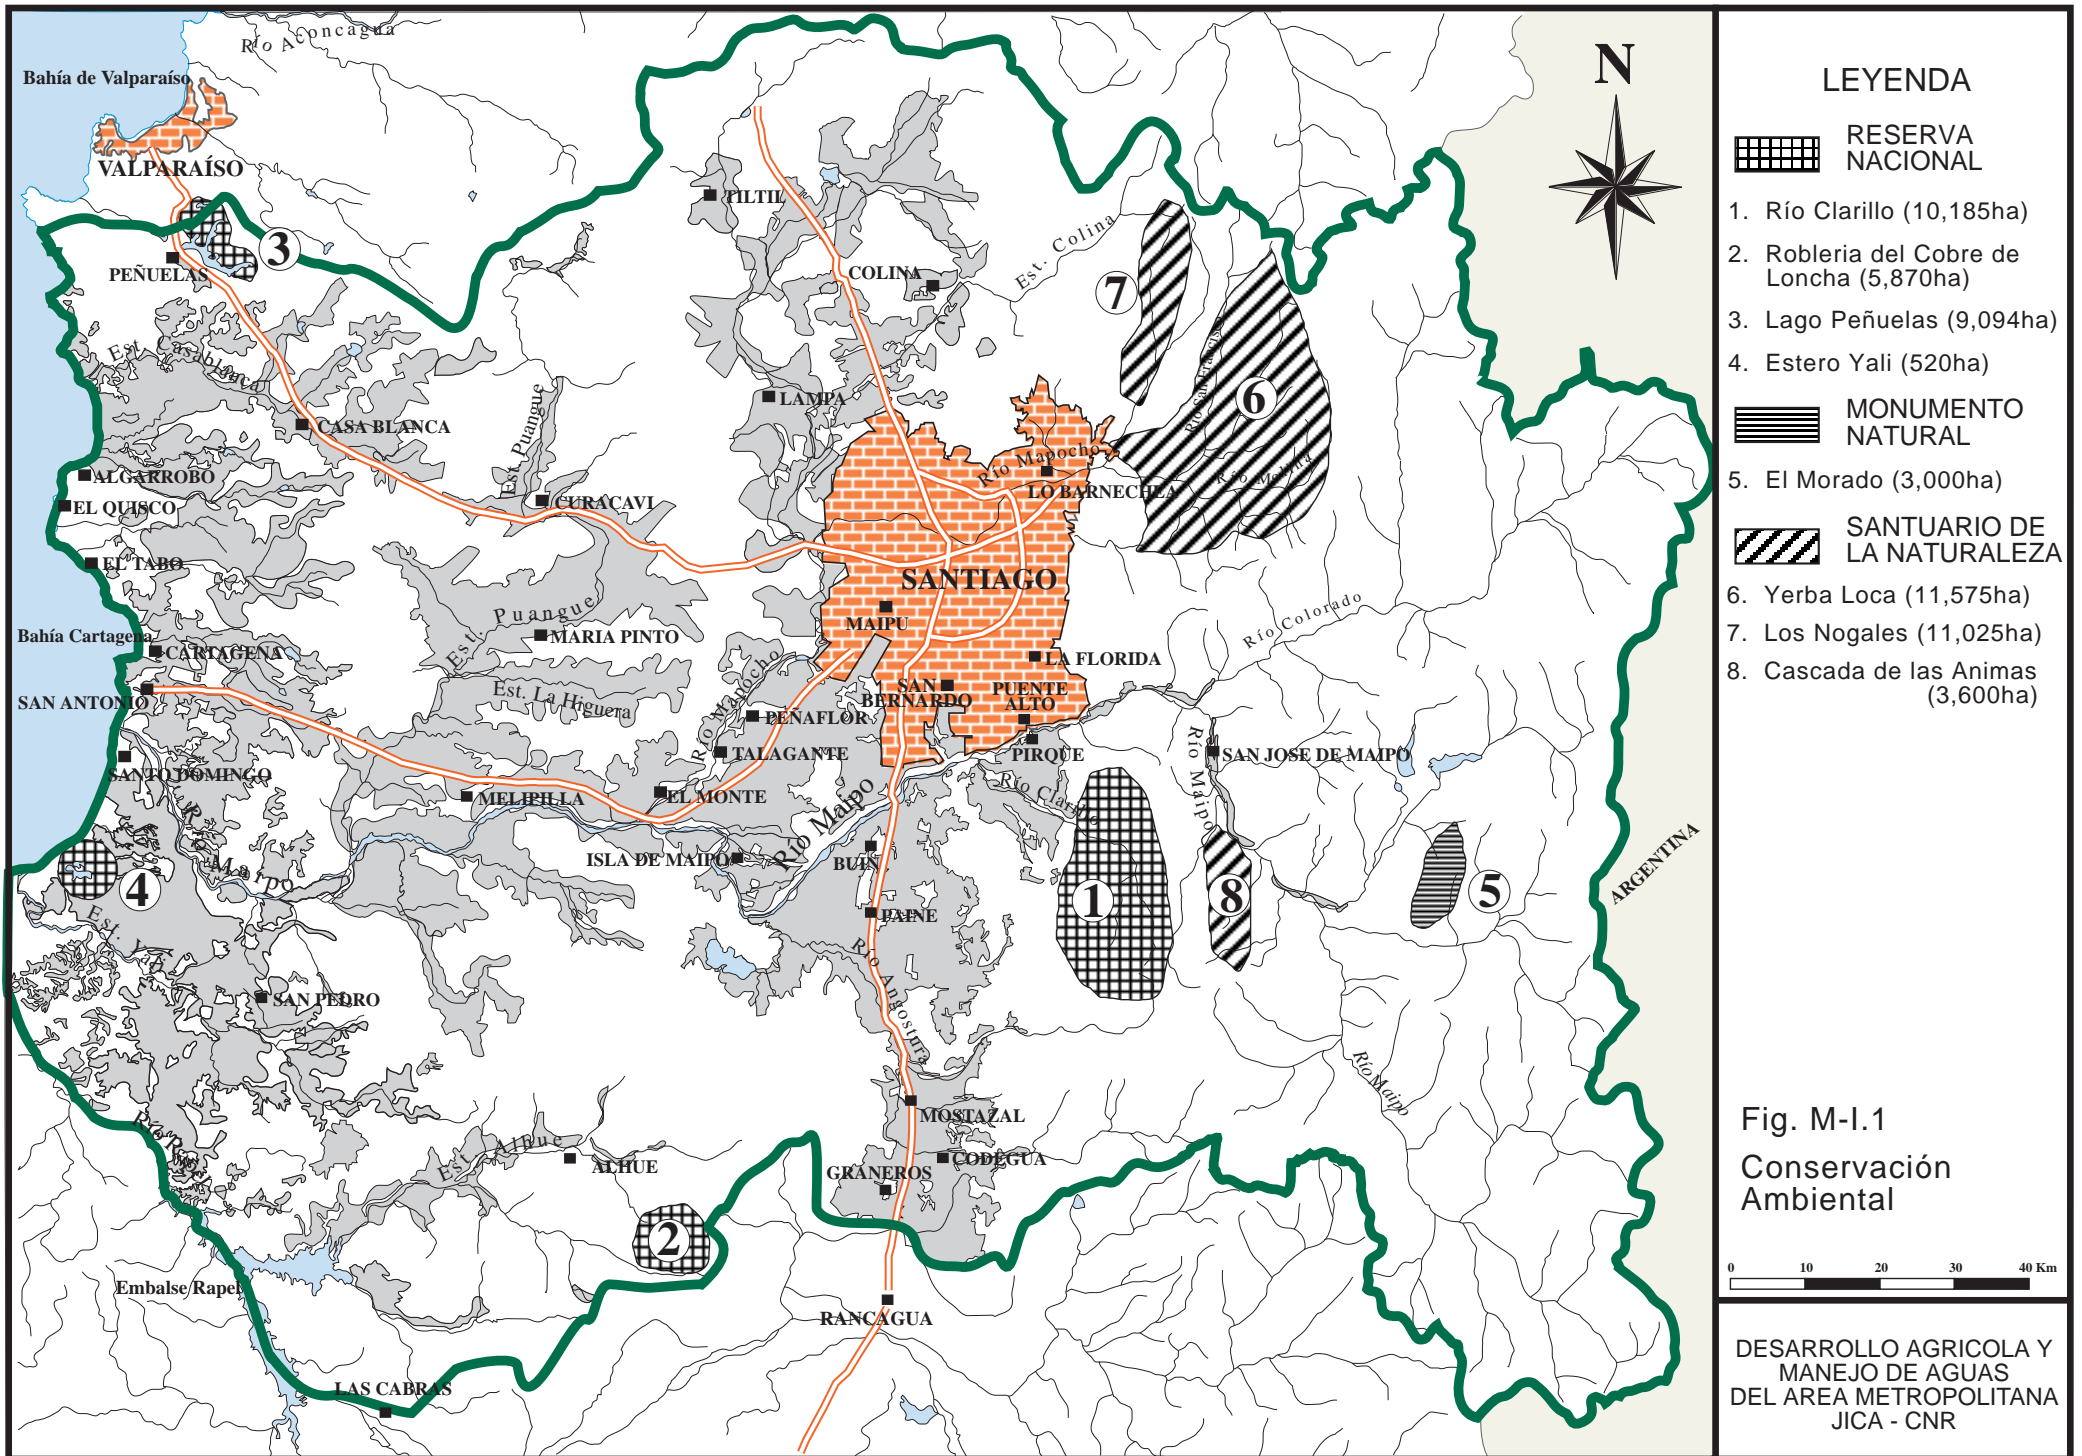 Río Aconcagua
Bahía de Valparaíso
VALPARAÍSO
N
TILTIL
3
PEÑUELAS
COLINA
Est. Colina
7
Est. Casablanca
Río San Francisco
6
LAMPA
CASA BLANCA
Est. Puangue
Río Mapocho
Río Molina
ALGARROBO
LO BARNECHEA
EL QUISCO
CURACAVI
EL TABO
SANTIAGO
Est. Puangue
MAIPU
Río Colorado
Bahía Cartagena
MARIA PINTO
CARTAGENA
LA FLORIDA
Río Mapocho
Est. La Higuera
SAN
BERNARDO
PUENTE
ALTO
SAN ANTONIO
PEÑAFLOR
TALAGANTE
PIRQUE
Río Maipo
SAN JOSE DE MAIPO
SANTO DOMINGO
MELIPILLA
EL MONTE
Río Maipo
Río Clarillo
Río Maipo
ISLA DE MAIPO
BUIN
ARGENTINA
4
1
8
5
Est. Yali
PAINE
Río Angostura
SAN PEDRO
Río Maipo
MOSTAZAL
Río Rapel
Est. Alhue
ALHUE
CODEGUA
GRANEROS
2
Embalse Rapel
RANCAGUA
LAS CABRAS
LEYENDA
RESERVA
NACIONAL
1. Río Clarillo (10,185ha)
2. Robleria del Cobre de
Loncha (5,870ha)
3. Lago Peñuelas (9,094ha)
4. Estero Yali (520ha)
MONUMENTO
NATURAL
5. El Morado (3,000ha)
SANTUARIO DE
LA NATURALEZA
6. Yerba Loca (11,575ha)
7. Los Nogales (11,025ha)
8. Cascada de las Animas
(3,600ha)
Fig. M-I.1
Conservación
Ambiental
0 10 20 30 40 Km
DESARROLLO AGRICOLA Y
MANEJO DE AGUAS
DEL AREA METROPOLITANA
JICA - CNR